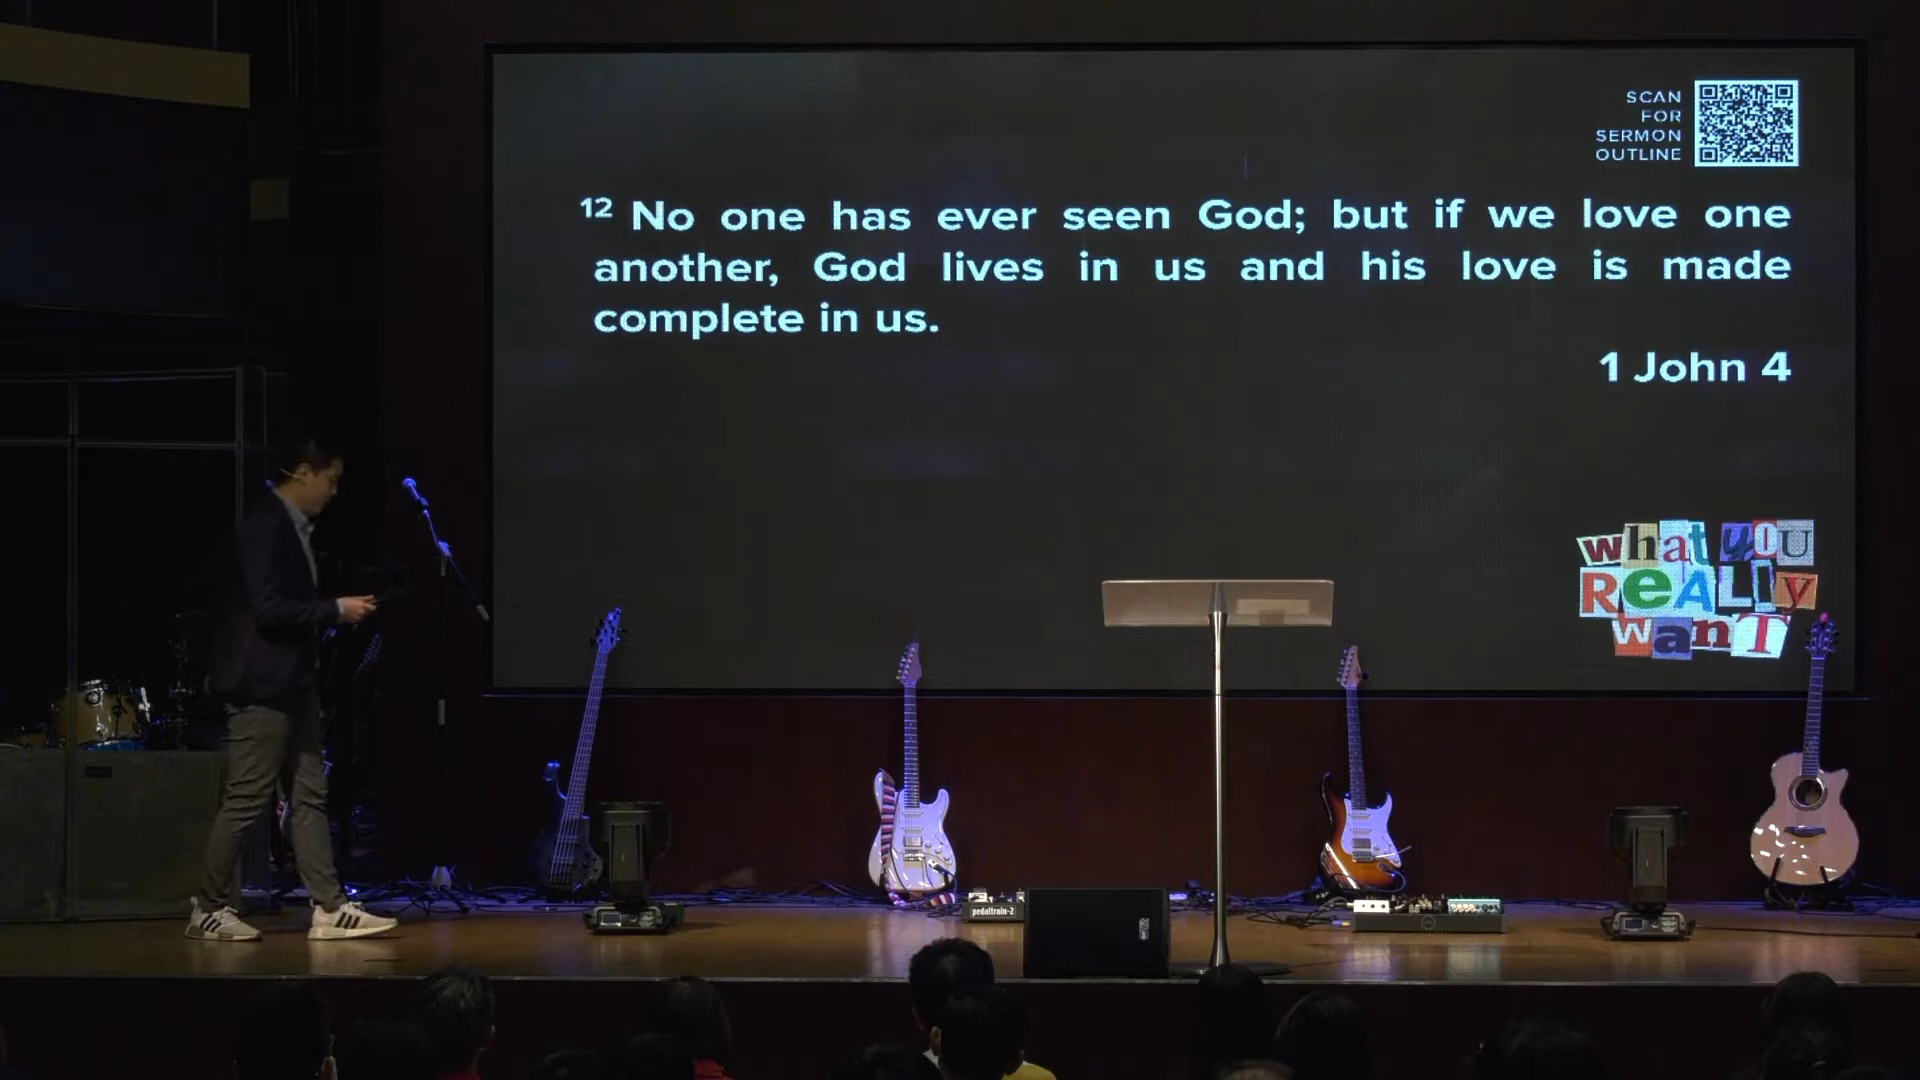 SCAN
FOR
SERMON
OUTLINE
12 No one has ever seen God; but if we love one
another, God lives in us and his love is made
complete in us.
1 John 4
what you
ReALly
wanT
pedaltrain-2